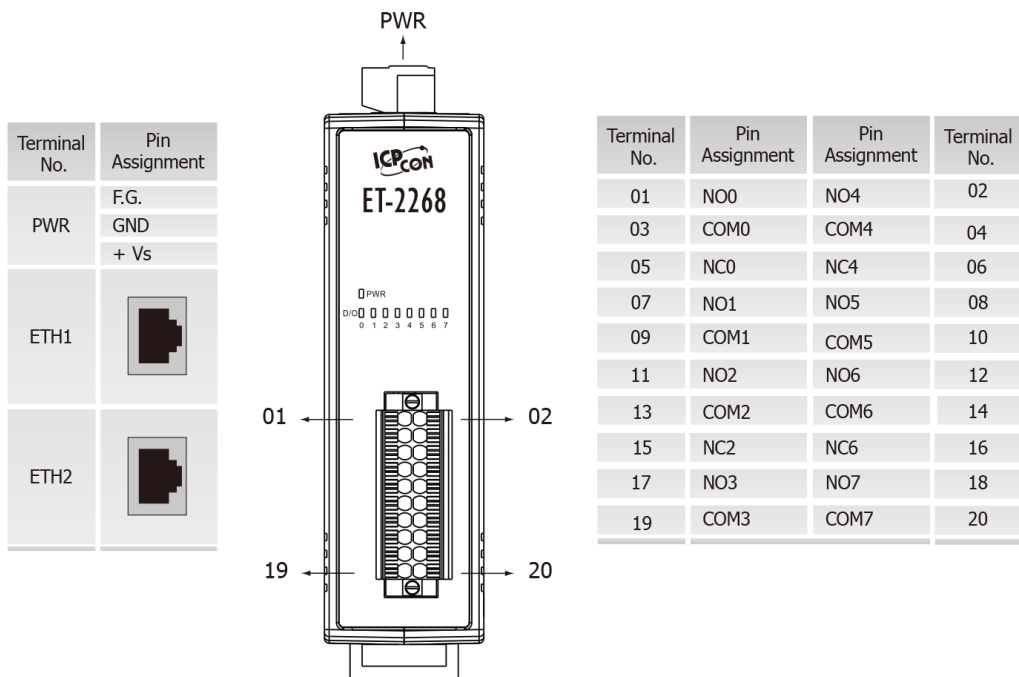 PWR
Terminal No. Pin Assignment
PWR F.G.
GND
+ Vs
ETH1
ETH2
ICP CON
ET-2268
PWR
D/O
0 1 2 3 4 5 6 7
01 02
19 20
Terminal No. Pin Assignment Pin Assignment Terminal No.
01 NO0 NO4 02
03 COM0 COM4 04
05 NC0 NC4 06
07 NO1 NO5 08
09 COM1 COM5 10
11 NO2 NO6 12
13 COM2 COM6 14
15 NC2 NC6 16
17 NO3 NO7 18
19 COM3 COM7 20